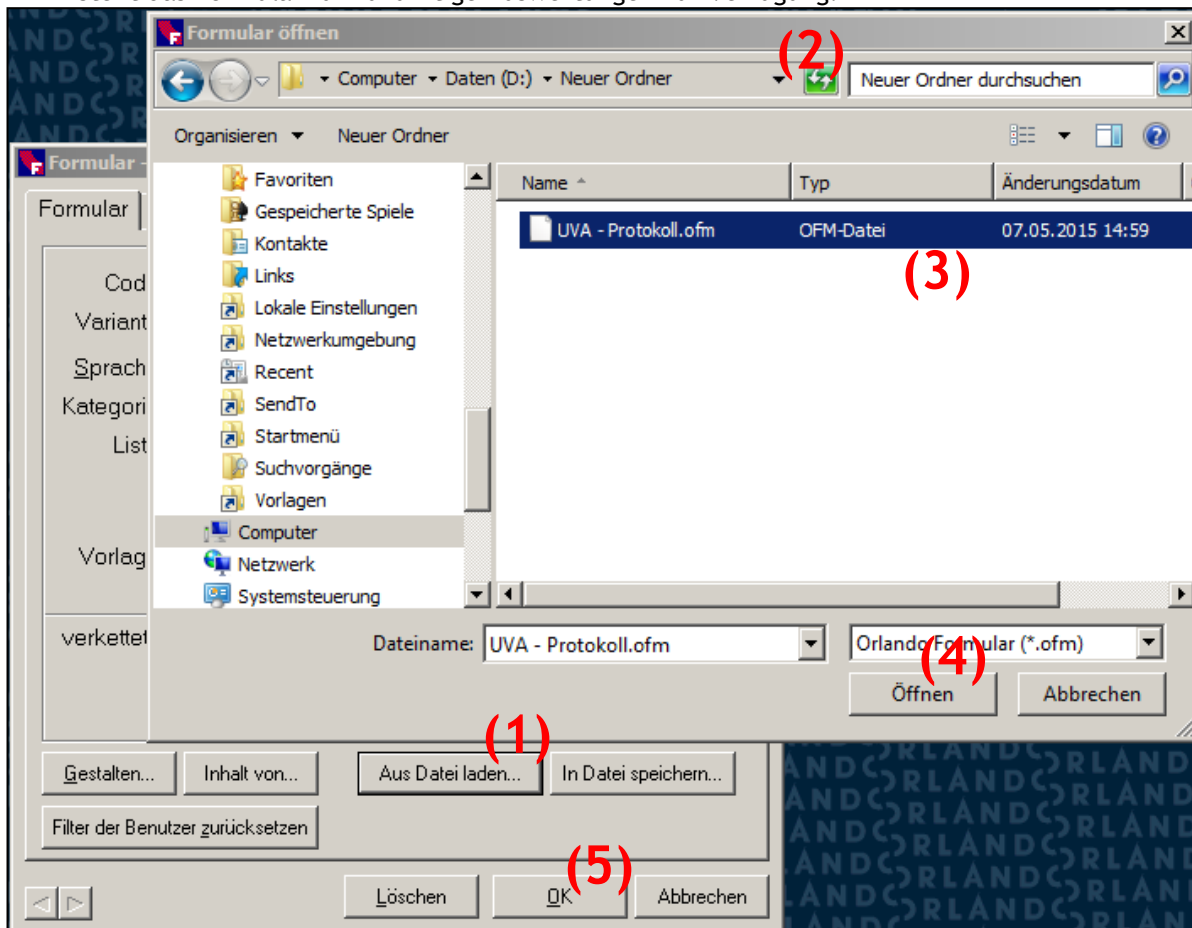 Formular öffnen
(2)
Computer Daten (D:) Neuer Ordner
Neuer Ordner durchsuchen
Organisieren Neuer Ordner
Formular -
Formular
Favoriten
Gespeicherte Spiele
Kontakte
Links
Lokale Einstellungen
Netzwerkumgebung
Recent
SendTo
Startmenü
Suchvorgänge
Vorlagen
Computer
Netzwerk
Systemsteuerung
Name Typ Änderungsdatum
UVA - Protokoll.ofm OFM-Datei 07.05.2015 14:59
(3)
Cod
Variant
Sprach
Kategori
List
Vorlag
verkettet
Dateiname: UVA - Protokoll.ofm Orlando Formular (*.ofm)
(4)
Öffnen Abbrechen
(1)
Gestalten... Inhalt von... Aus Datei laden... In Datei speichern...
Filter der Benutzer zurücksetzen
(5)
Löschen OK Abbrechen